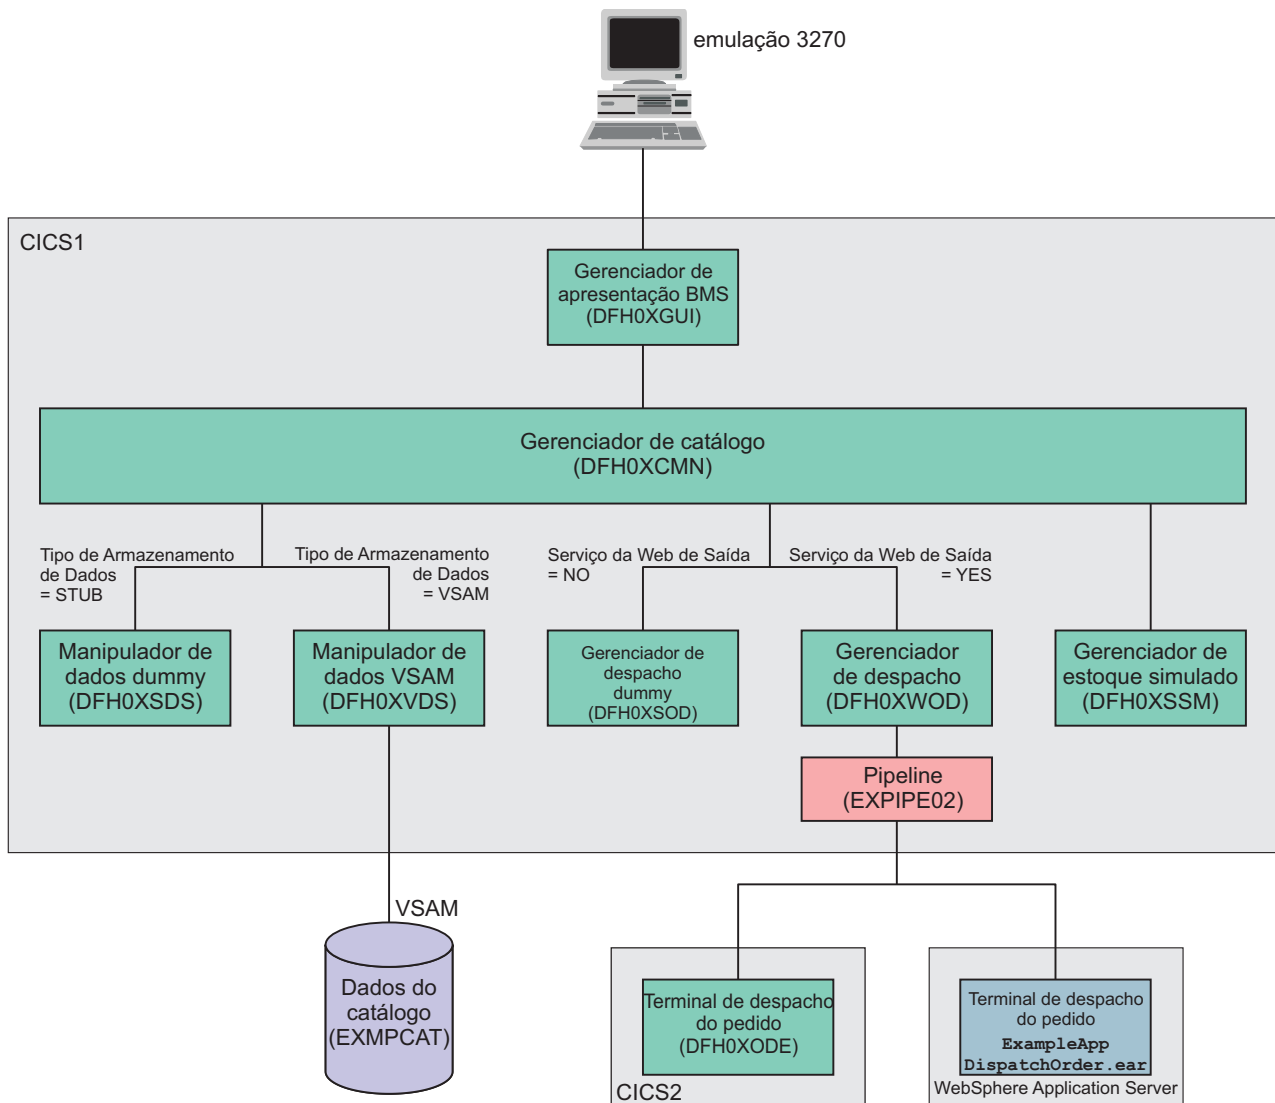 emulação 3270
CICS1
Gerenciador de
apresentação BMS
(DFH0XGUI)
Gerenciador de catálogo
(DFH0XCMN)
Tipo de Armazenamento
de Dados
= STUB
Tipo de Armazenamento
de Dados
= VSAM
Serviço da Web de Saída
= NO
Serviço da Web de Saída
= YES
Manipulador de
dados dummy
(DFH0XSDS)
Manipulador de
dados VSAM
(DFH0XVDS)
Gerenciador de
despacho
dummy
(DFH0XSOD)
Gerenciador
de despacho
(DFH0XWOD)
Gerenciador de
estoque simulado
(DFH0XSSM)
Pipeline
(EXPIPE02)
VSAM
Dados do
catálogo
(EXMPCAT)
Terminal de despacho
do pedido
(DFH0XODE)
CICS2
Terminal de despacho
do pedido
ExampleApp
DispatchOrder.ear
WebSphere Application Server